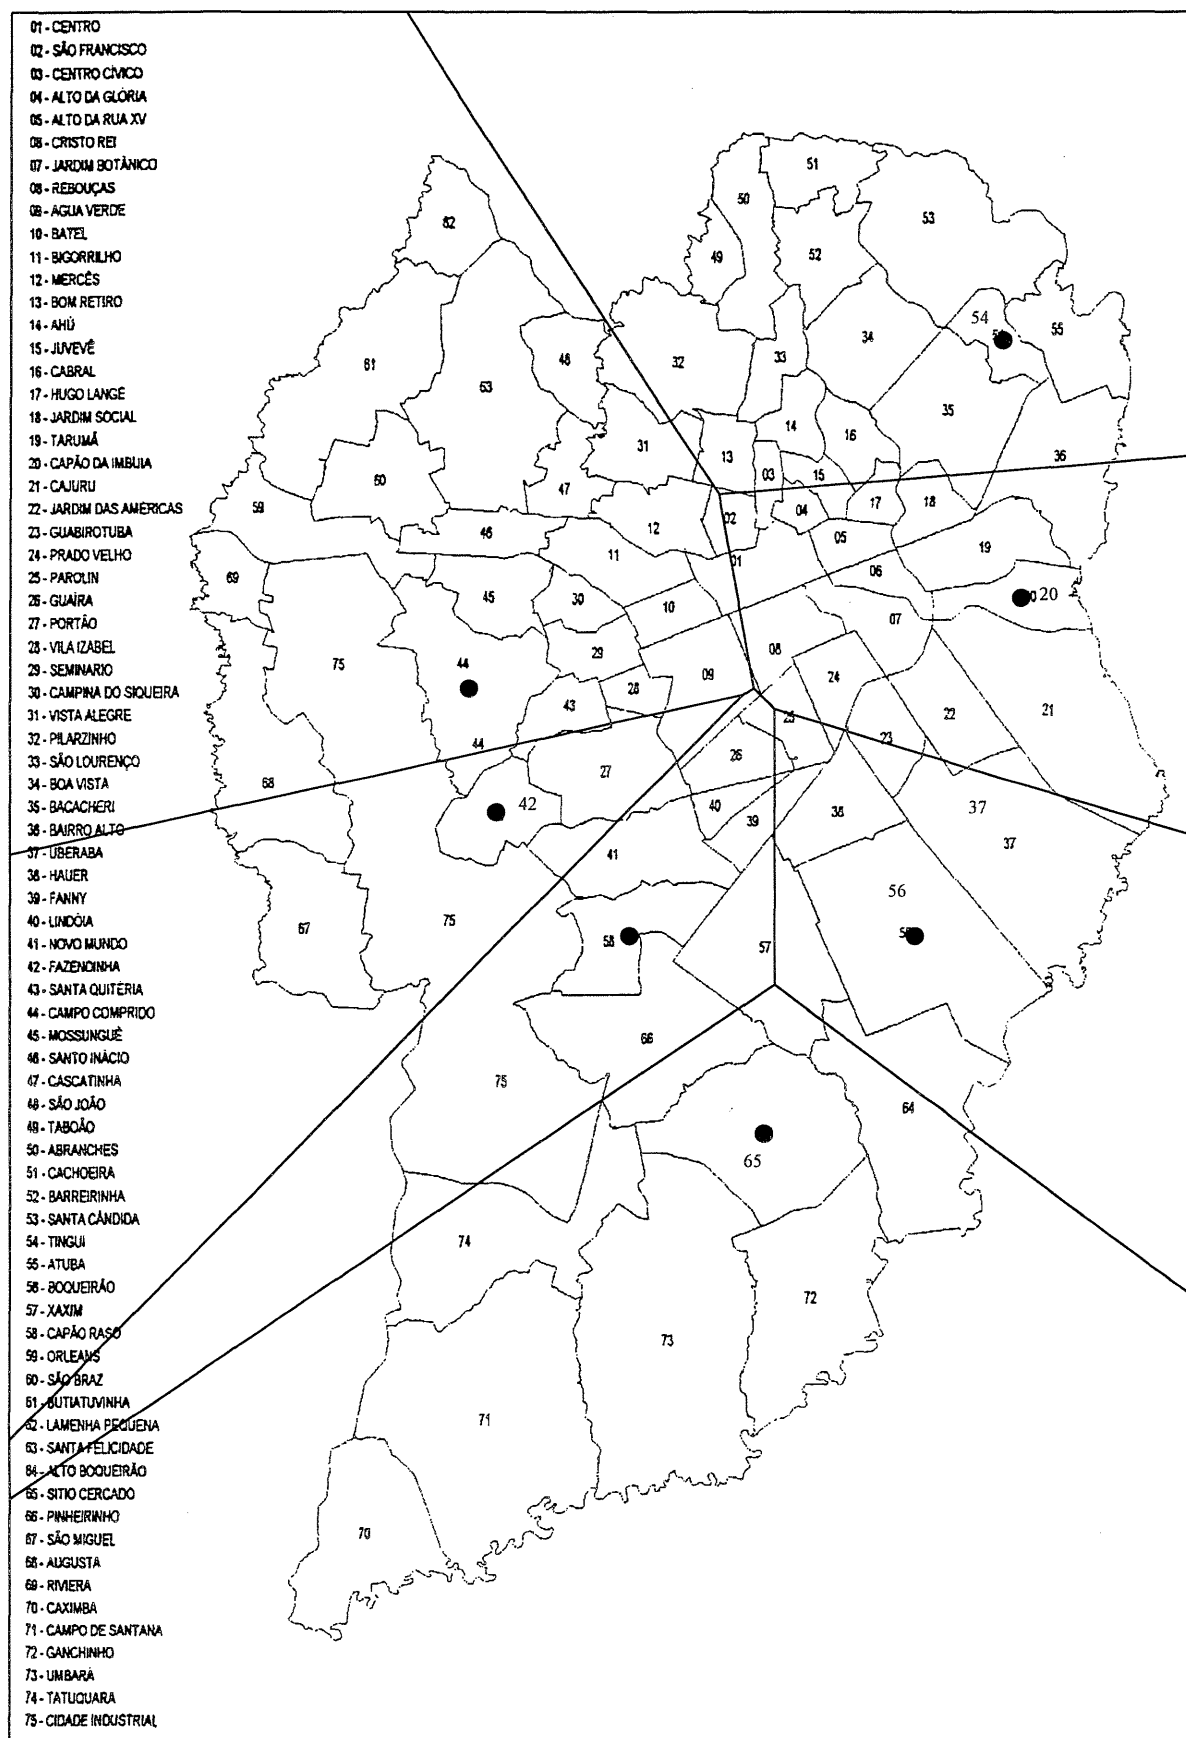 01 - CENTRO
02 - SÃO FRANCISCO
03 - CENTRO CÍVICO
04 - ALTO DA GLÓRIA
05 - ALTO DA RUA XV
06 - CRISTO REI
07 - JARDIM BOTÂNICO
08 - REBOUÇAS
09 - ÁGUA VERDE
10 - BATEL
11 - BIGORRILHO
12 - MERCÊS
13 - BOM RETIRO
14 - AHÚ
15 - JUVEVÊ
16 - CABRAL
17 - HUGO LANGE
18 - JARDIM SOCIAL
19 - TARUMÃ
20 - CAPÃO DA IMBUIA
21 - CAJURU
22 - JARDIM DAS AMÉRICAS
23 - GUABIROTUBA
24 - PRADO VELHO
25 - PAROLIN
26 - GUAÍRA
27 - PORTÃO
28 - VILA IZABEL
29 - SEMINARIO
30 - CAMPINA DO SIQUEIRA
31 - VISTA ALEGRE
32 - PILARZINHO
33 - SÃO LOURENÇO
34 - BOA VISTA
35 - BACACHERI
36 - BAIRRO ALTO
37 - UBERABA
38 - HAUER
39 - FANNY
40 - LINDÓIA
41 - NOVO MUNDO
42 - FAZENDINHA
43 - SANTA QUITÉRIA
44 - CAMPO COMPRIDO
45 - MOSSUNGUÊ
46 - SANTO INÁCIO
47 - CASCATINHA
48 - SÃO JOÃO
49 - TABOÃO
50 - ABRANCHES
51 - CACHOEIRA
52 - BARREIRINHA
53 - SANTA CÂNDIDA
54 - TINGUI
55 - ATUBA
56 - BOQUEIRÃO
57 - XAXIM
58 - CAPÃO RASO
59 - ORLEANS
60 - SÃO BRAZ
61 - BUTIATUVINHA
62 - LAMENHA PEQUENA
63 - SANTA FELICIDADE
64 - ALTO BOQUEIRÃO
65 - SITIO CERCADO
66 - PINHEIRINHO
67 - SÃO MIGUEL
68 - AUGUSTA
69 - RIVIERA
70 - CAXIMBA
71 - CAMPO DE SANTANA
72 - GANCHINHO
73 - UMBARÁ
74 - TATUQUARA
75 - CIDADE INDUSTRIAL
51
50
53
62
52
49
54
55
34
33
32
48
61
63
35
14
16
31
13
36
60
03
15
47
59
17
18
02
04
12
46
05
19
11
01
06
69
45
30
20
10
07
29
08
75
44
09
24
28
43
21
22
25
23
44
27
26
68
42
40
39
38
37
37
41
56
67
75
58
57
66
75
64
65
74
72
73
71
70